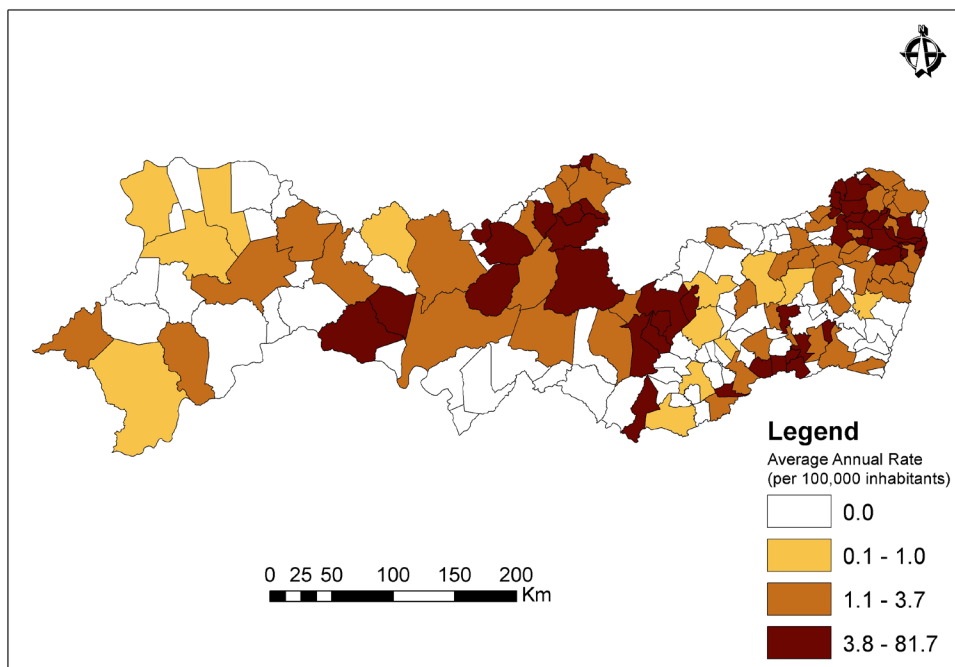 N
Legend
Average Annual Rate
(per 100,000 inhabitants)
0.0
0.1 - 1.0
1.1 - 3.7
3.8 - 81.7
0 25 50 100 150 200
Km